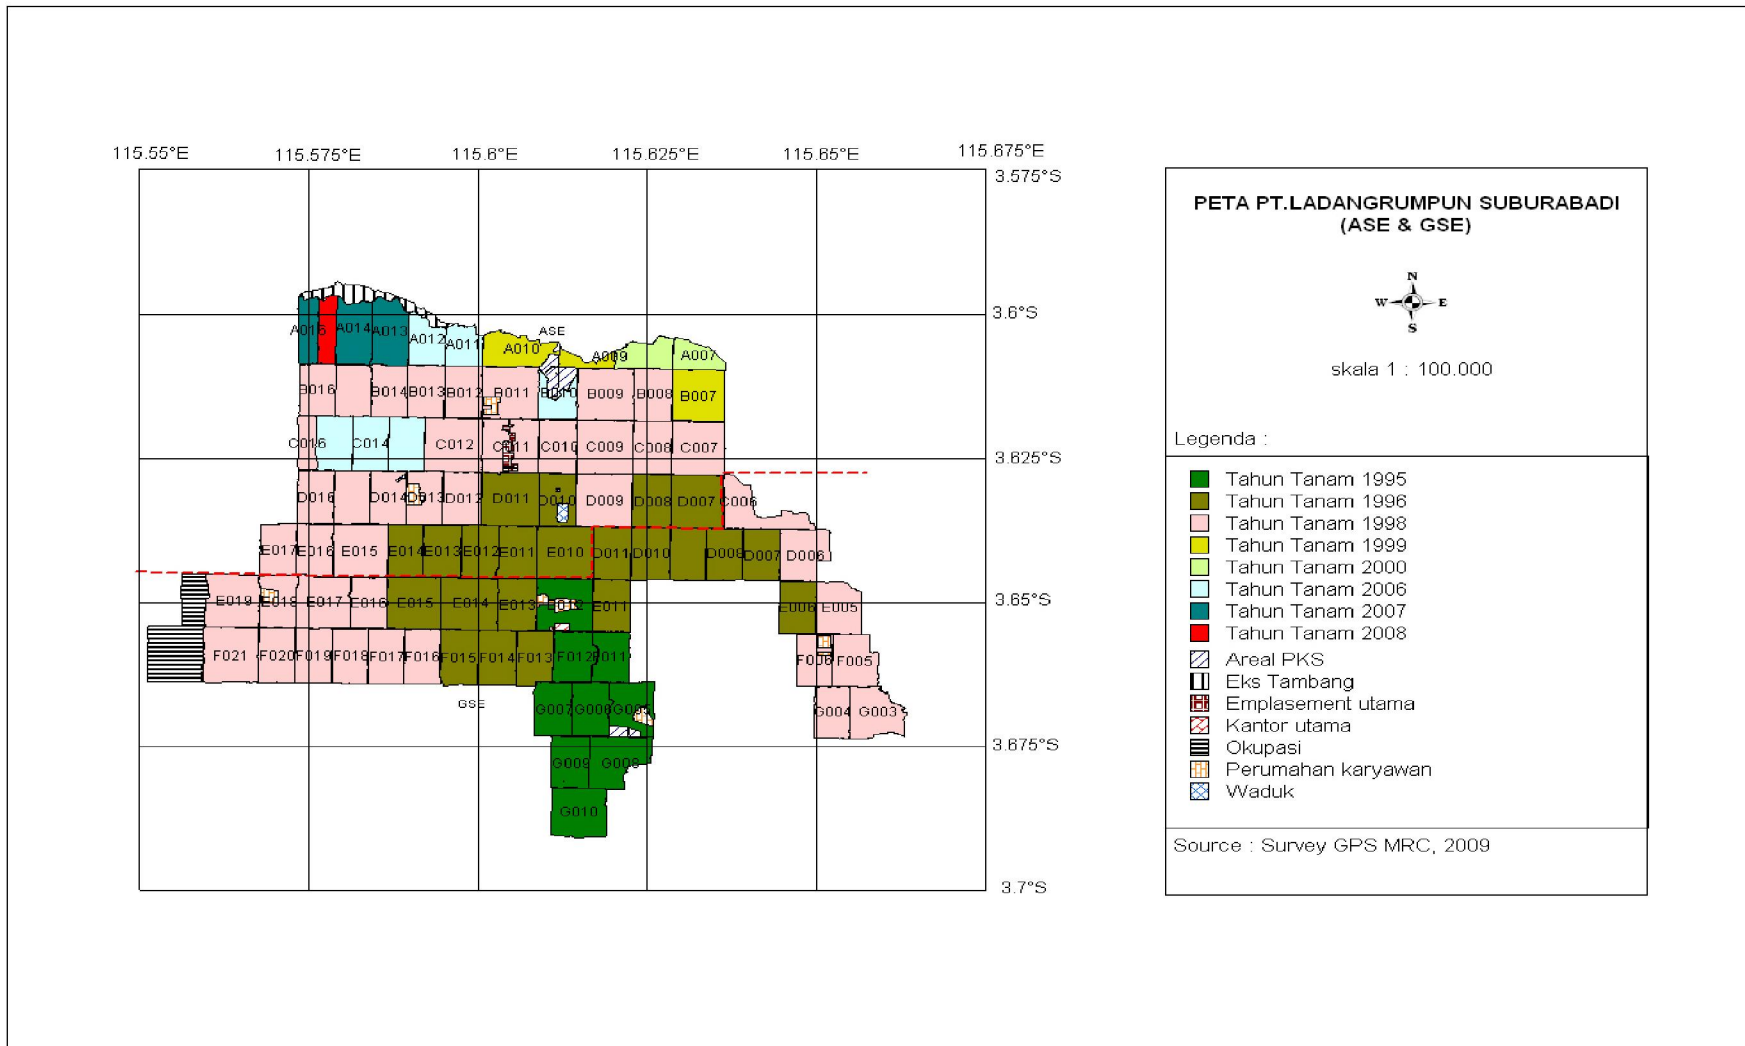 115.55°E 115.575°E 115.6°E 115.625°E 115.65°E 115.675°E
3.575°S
3.6°S
3.625°S
3.65°S
3.675°S
3.7°S
ASE
A016 A014 A013 A012 A011 A010 A009 A007
B016 B014 B013 B012 B011 B010 B009 B008 B007
C016 C014 C012 C011 C010 C009 C008 C007
D016 D014 D013 D012 D011 D010 D009 D008 D007 C006
E017 E016 E015 E014 E013 E012 E011 E010 D011 D010 D008 D007 D006
E019 E018 E017 E016 E015 E014 E013 E012 E011 E006 E005
F021 F020 F019 F018 F017 F016 F015 F014 F013 F012 F011 F006 F005
GSE
G007 G006 G005 G004 G003
G009 G008
G010
PETA PT.LADANGRUMPUN SUBURABADI
(ASE & GSE)
N
W E
S
skala 1 : 100.000
Legenda :
Tahun Tanam 1995
Tahun Tanam 1996
Tahun Tanam 1998
Tahun Tanam 1999
Tahun Tanam 2000
Tahun Tanam 2006
Tahun Tanam 2007
Tahun Tanam 2008
Areal PKS
Eks Tambang
Emplasement utama
Kantor utama
Okupasi
Perumahan karyawan
Waduk
Source : Survey GPS MRC, 2009